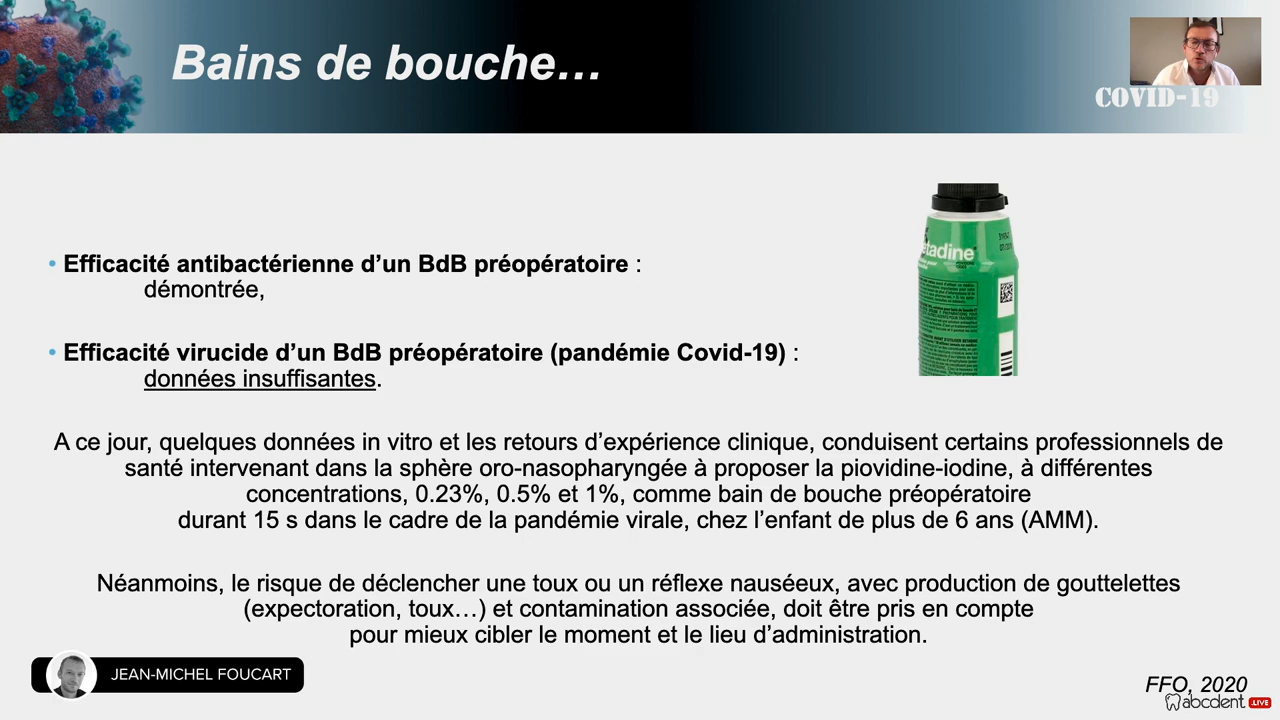 Bains de bouche…
COVID-19
• Efficacité antibactérienne d’un BdB préopératoire :
démontrée,
• Efficacité virucide d’un BdB préopératoire (pandémie Covid-19) :
données insuffisantes.
A ce jour, quelques données in vitro et les retours d’expérience clinique, conduisent certains professionnels de
santé intervenant dans la sphère oro-nasopharyngée à proposer la piovidine-iodine, à différentes
concentrations, 0.23%, 0.5% et 1%, comme bain de bouche préopératoire
durant 15 s dans le cadre de la pandémie virale, chez l’enfant de plus de 6 ans (AMM).
Néanmoins, le risque de déclencher une toux ou un réflexe nauséeux, avec production de gouttelettes
(expectoration, toux…) et contamination associée, doit être pris en compte
pour mieux cibler le moment et le lieu d’administration.
JEAN-MICHEL FOUCART
FFO, 2020
abcdent .LIVE